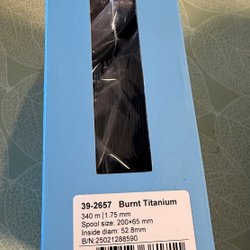 39-2657 Burnt Titanium
340 m | 1.75 mm
Spool size: 200×65 mm
Inside diam: 52.8mm
B/N:25021288590